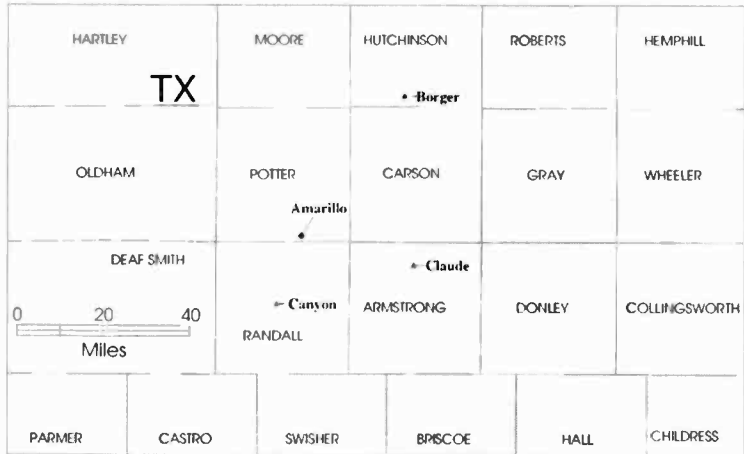 HARTLEY
MOORE
HUTCHINSON
ROBERTS
HEMPHILL
TX
Borger
OLDHAM
POTTER
CARSON
GRAY
WHEELER
Amarillo
DEAF SMITH
Claude
Canyon
ARMSTRONG
DONLEY
COLLINGSWORTH
0 20 40
Miles
RANDALL
PARMER
CASTRO
SWISHER
BRISCOE
HALL
CHILDRESS